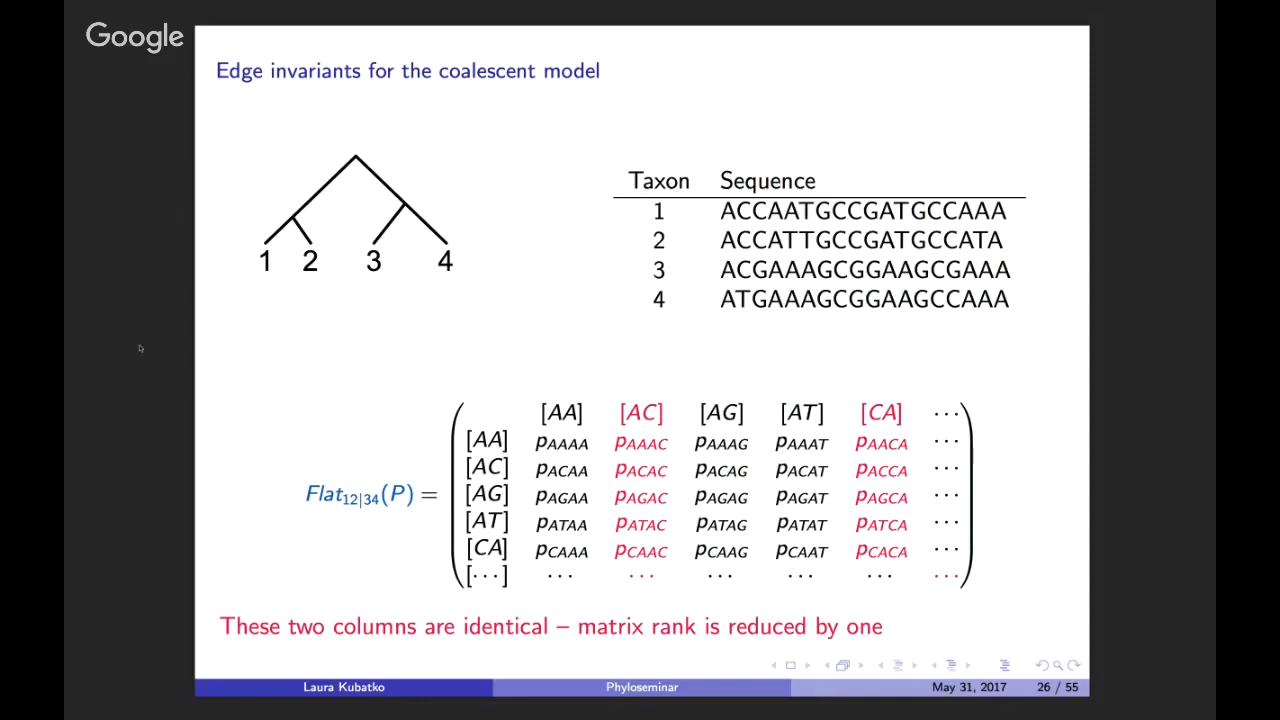 Google
Edge invariants for the coalescent model
1 2 3 4
Taxon Sequence
1 ACCAATGCCGATGCCAAA
2 ACCATTGCCGATGCCATA
3 ACGAAAGCGGAAGCGAAA
4 ATGAAAGCGGAAGCCAAA
[AA] [AC] [AG] [AT] [CA] ⋯
[AA] pAAAA pAAAC pAAAG pAAAT pAACA ⋯
[AC] pACAA pACAC pACAG pACAT pACCA ⋯
Flat12|34(P) = [AG] pAGAA pAGAC pAGAG pAGAT pAGCA ⋯
[AT] pATAA pATAC pATAG pATAT pATCA ⋯
[CA] pCAAA pCAAC pCAAG pCAAT pCACA ⋯
[⋯] ⋯ ⋯ ⋯ ⋯ ⋯ ⋯
These two columns are identical – matrix rank is reduced by one
Laura Kubatko Phyloseminar May 31, 2017 26 / 55